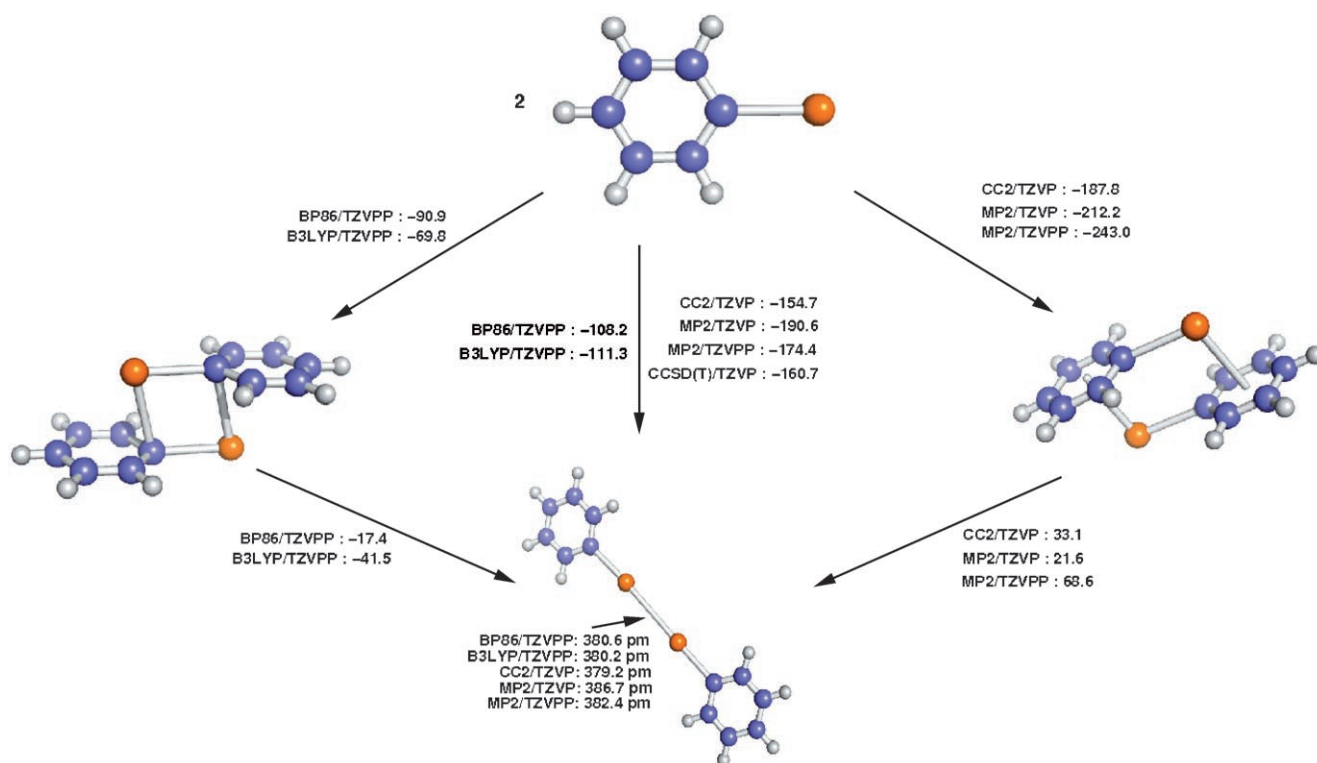 2
BP86/TZVPP : −90.9
B3LYP/TZVPP : −69.8
CC2/TZVP : −187.8
MP2/TZVP : −212.2
MP2/TZVPP : −243.0
BP86/TZVPP : −108.2
B3LYP/TZVPP : −111.3
CC2/TZVP : −154.7
MP2/TZVP : −190.6
MP2/TZVPP : −174.4
CCSD(T)/TZVP : −160.7
BP86/TZVPP : −17.4
B3LYP/TZVPP : −41.5
CC2/TZVP : 33.1
MP2/TZVP : 21.6
MP2/TZVPP : 68.6
BP86/TZVPP: 380.6 pm
B3LYP/TZVPP: 380.2 pm
CC2/TZVP: 379.2 pm
MP2/TZVP: 386.7 pm
MP2/TZVPP: 382.4 pm